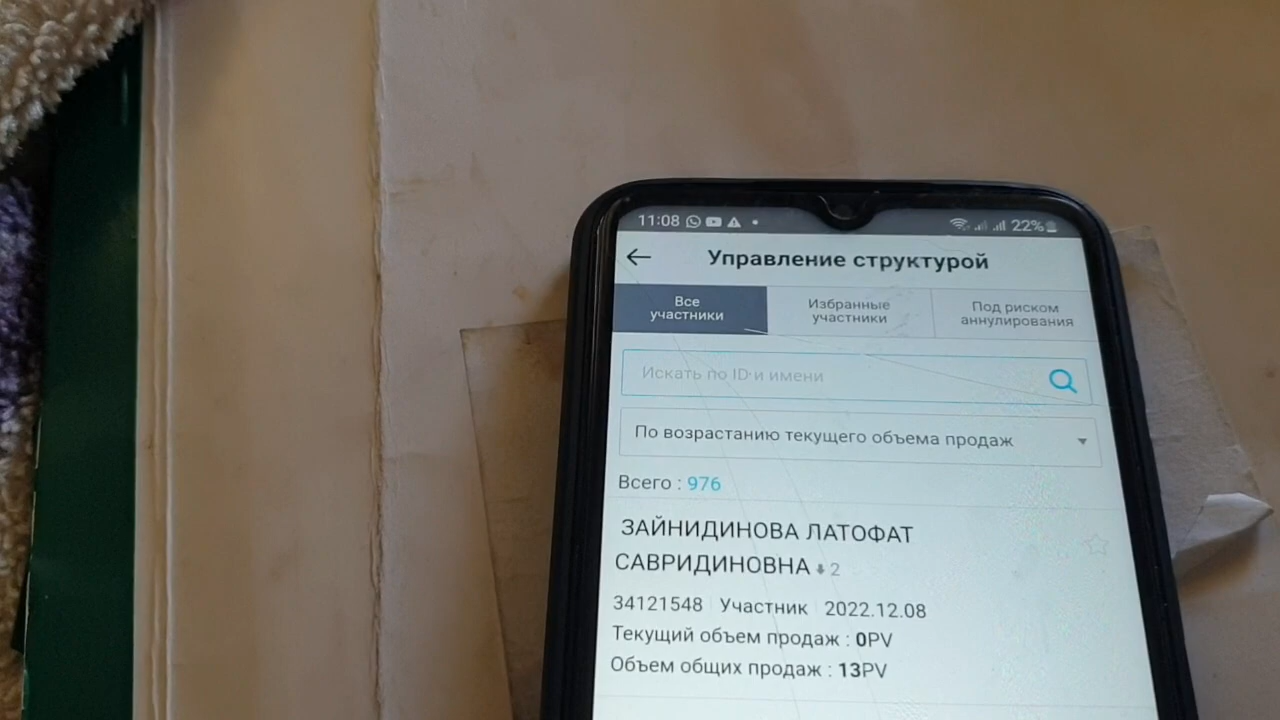 11:08 22%
Управление структурой
Все участники
Избранные участники
Под риском аннулирования
Искать по ID и имени
По возрастанию текущего объема продаж
Всего : 976
ЗАЙНИДИНОВА ЛАТОФАТ
САВРИДИНОВНА 2
34121548 Участник 2022.12.08
Текущий объем продаж : 0PV
Объем общих продаж : 13PV